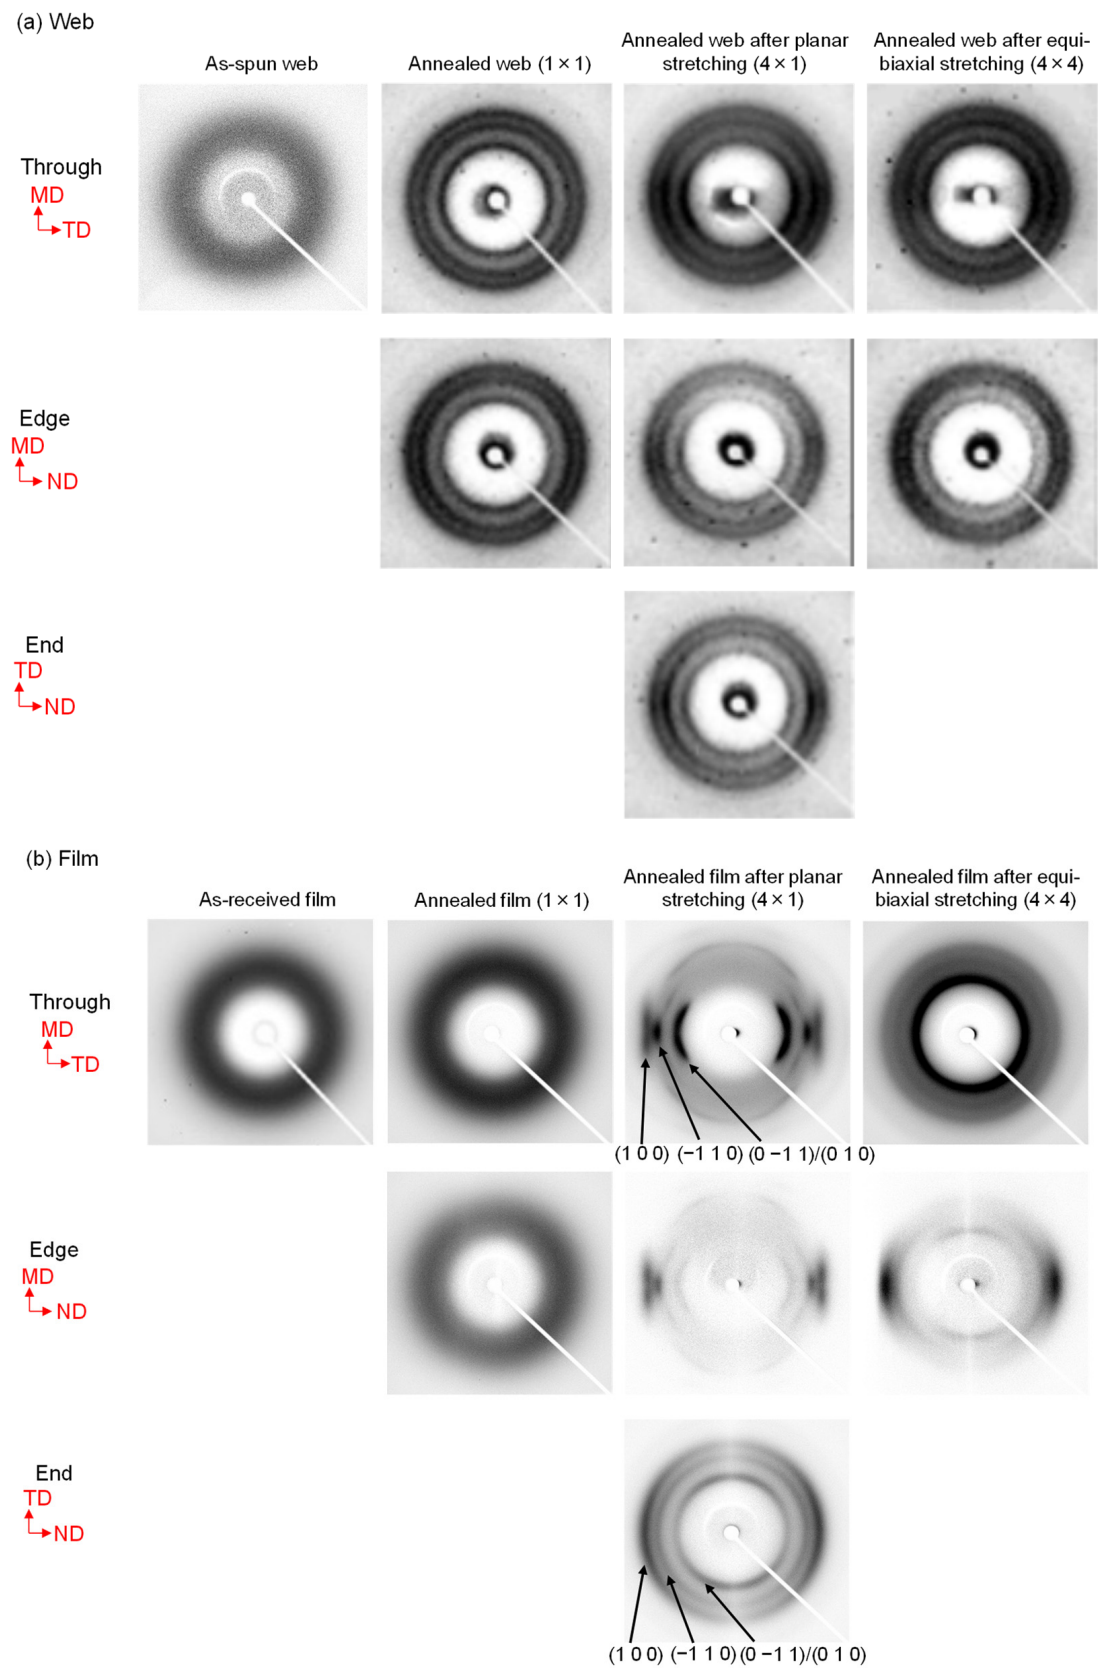 (a) Web
As-spun web
Annealed web (1 × 1)
Annealed web after planar
stretching (4 × 1)
Annealed web after equi-
biaxial stretching (4 × 4)
Through
MD
TD
Edge
MD
ND
End
TD
ND
(b) Film
As-received film
Annealed film (1 × 1)
Annealed film after planar
stretching (4 × 1)
Annealed film after equi-
biaxial stretching (4 × 4)
Through
MD
TD
(1 0 0) (−1 1 0) (0 −1 1)/(0 1 0)
Edge
MD
ND
End
TD
ND
(1 0 0) (−1 1 0) (0 −1 1)/(0 1 0)